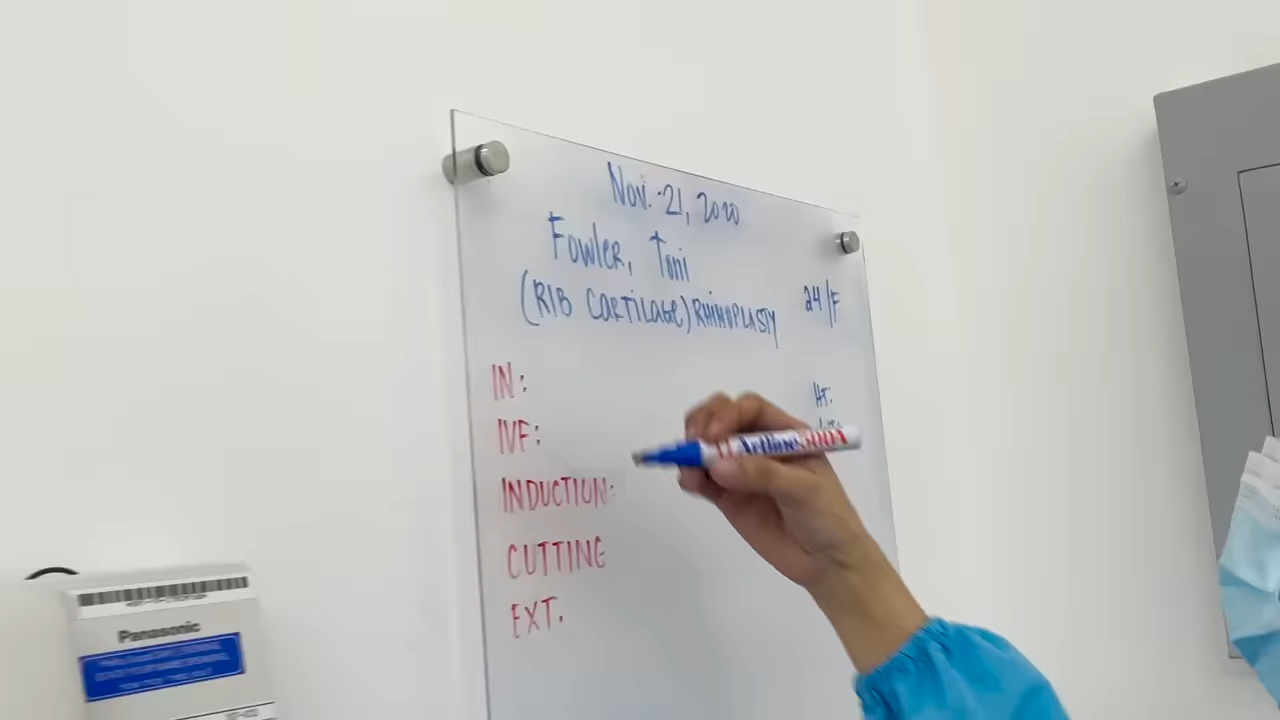 Nov. 21, 2020
Fowler, Toni
(RIB CARTILAGE) RHINOPLASTY 24/F
IN:
HT:
IVF:
INDUCTION:
CUTTING
EXT.
Artline
Panasonic